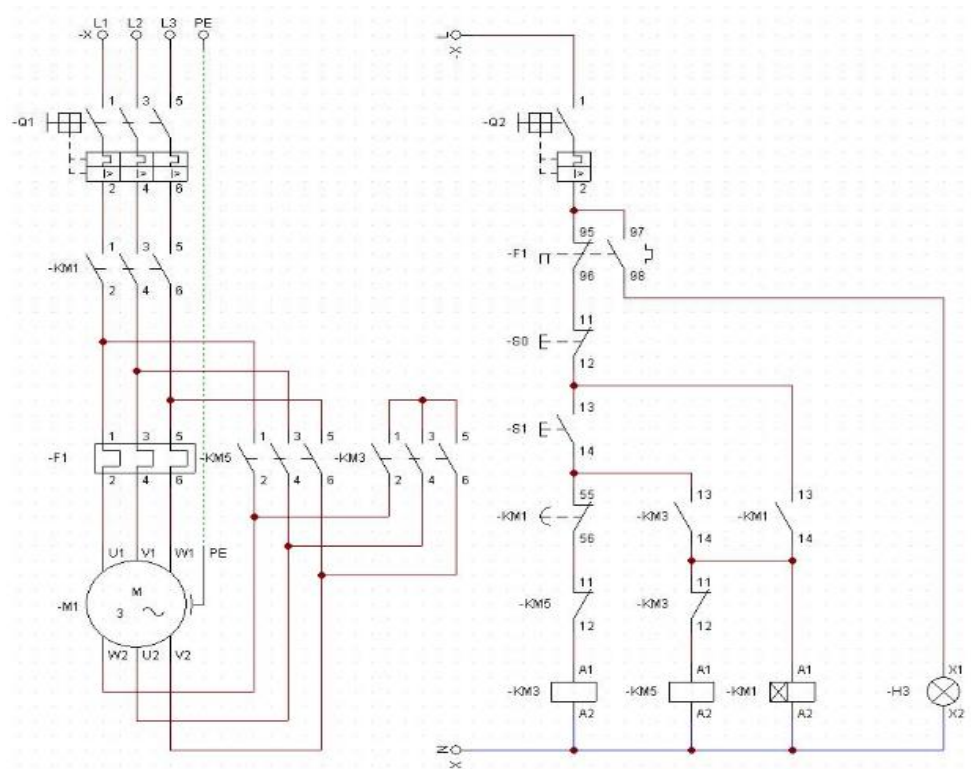 L1 L2 L3 PE
-X
1 3 5
-Q1
I> I> I>
2 4 6
1 3 5
-KM1
2 4 6
1 3 5
-F1
2 4 6
1 3 5
-KM5
2 4 6
1 3 5
-KM3
2 4 6
U1 V1 W1 PE
M
3
-M1
W2 U2 V2
L
-X
1
-Q2
I>
2
95 97
-F1
96 98
11
-S0
12
13
-S1
14
55
-KM1
56
13
-KM3
14
13
-KM1
14
11
-KM5
12
11
-KM3
12
A1 A1 A1 X1
-KM3 -KM5 -KM1 -H3
A2 A2 A2 X2
N
X